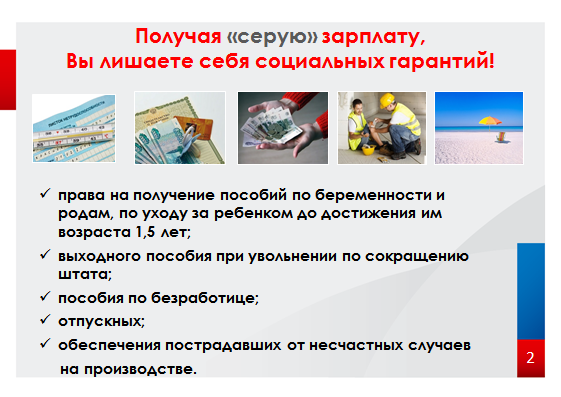 Получая «серую» зарплату,
Вы лишаете себя социальных гарантий!
✓ права на получение пособий по беременности и
родам, по уходу за ребенком до достижения им
возраста 1,5 лет;
✓ выходного пособия при увольнении по сокращению
штата;
✓ пособия по безработице;
✓ отпускных;
✓ обеспечения пострадавших от несчастных случаев
на производстве.
2